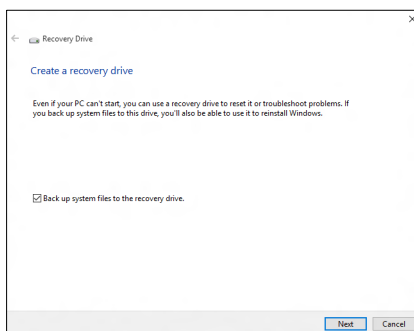 Recovery Drive
Create a recovery drive
Even if your PC can't start, you can use a recovery drive to reset it or troubleshoot problems. If
you back up system files to this drive, you'll also be able to use it to reinstall Windows.
Back up system files to the recovery drive.
Next Cancel